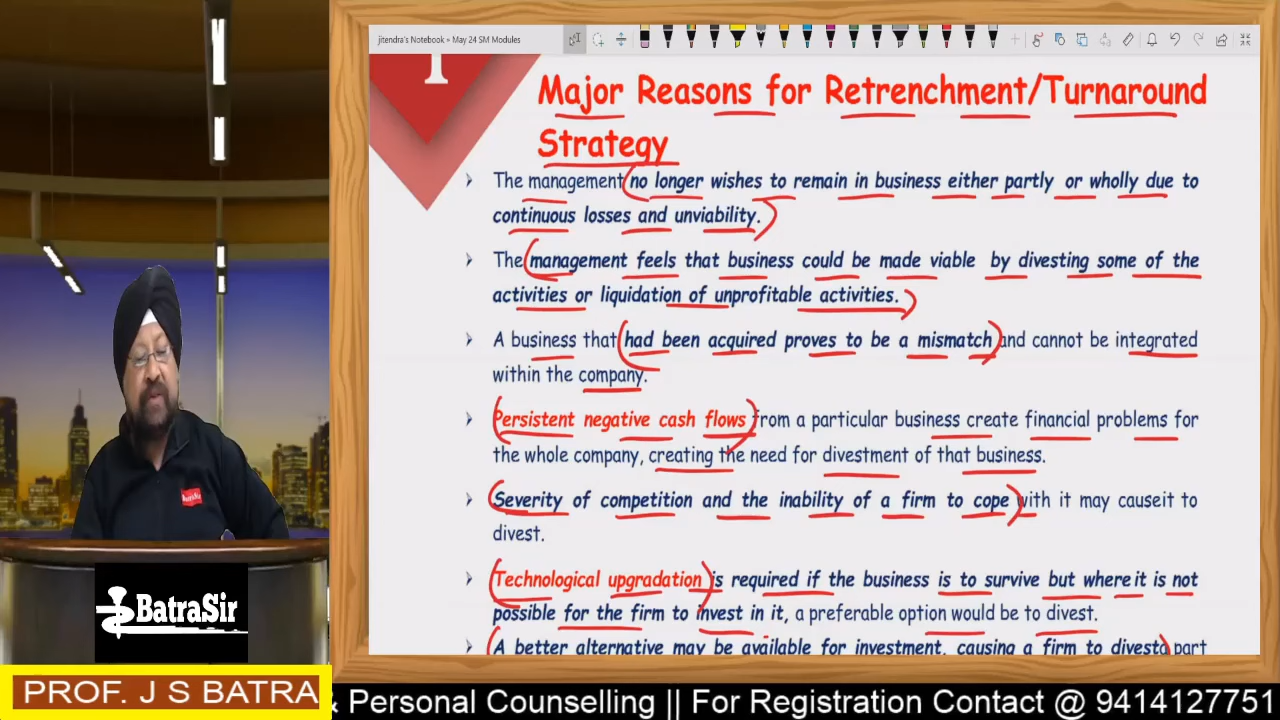 jitendra's Notebook » May 24 SM Modules
1
Major Reasons for Retrenchment/Turnaround
Strategy
The management no longer wishes to remain in business either partly or wholly due to
continuous losses and unviability.
The management feels that business could be made viable by divesting some of the
activities or liquidation of unprofitable activities.
A business that had been acquired proves to be a mismatch and cannot be integrated
within the company.
Persistent negative cash flows from a particular business create financial problems for
the whole company, creating the need for divestment of that business.
Severity of competition and the inability of a firm to cope with it may causeit to
divest.
Technological upgradation is required if the business is to survive but where it is not
possible for the firm to invest in it, a preferable option would be to divest.
A better alternative may be available for investment, causing a firm to divesta part
BatraSir
PROF. J S BATRA
& Personal Counselling || For Registration Contact @ 9414127751